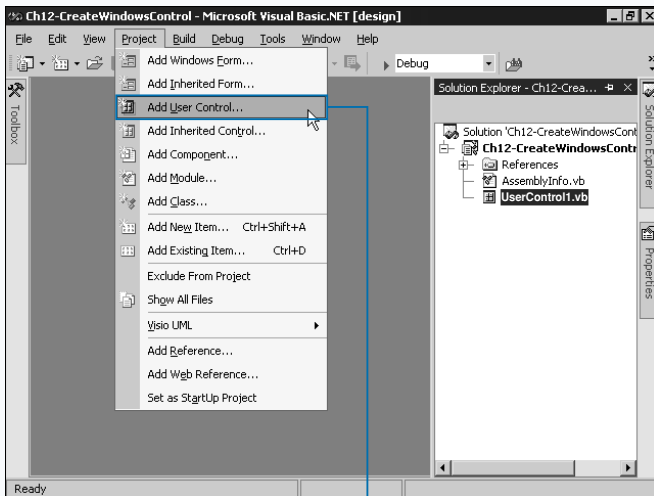 Ch12-CreateWindowsControl - Microsoft Visual Basic.NET [design]
File Edit View Project Build Debug Tools Window Help
Debug
Toolbox
Add Windows Form...
Add Inherited Form...
Add User Control...
Add Inherited Control...
Add Component...
Add Module...
Add Class...
Add New Item... Ctrl+Shift+A
Add Existing Item... Ctrl+D
Exclude From Project
Show All Files
Visio UML
Add Reference...
Add Web Reference...
Set as StartUp Project
Solution Explorer - Ch12-Crea...
Solution 'Ch12-CreateWindowsCont
Ch12-CreateWindowsContr
References
AssemblyInfo.vb
UserControl1.vb
Solution Explorer
Properties
Ready